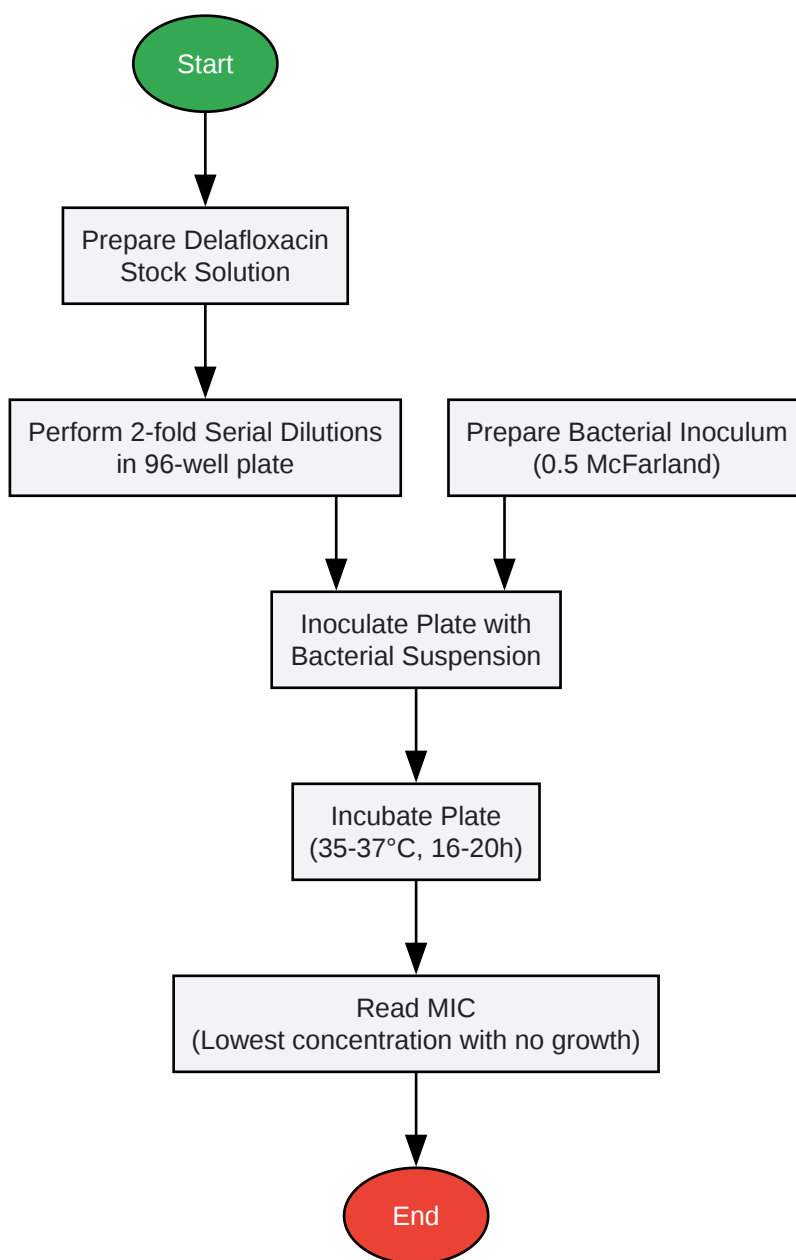 Start
Prepare Delafloxacin
Stock Solution
Perform 2-fold Serial Dilutions
in 96-well plate
Prepare Bacterial Inoculum
(0.5 McFarland)
Inoculate Plate with
Bacterial Suspension
Incubate Plate
(35-37°C, 16-20h)
Read MIC
(Lowest concentration with no growth)
End